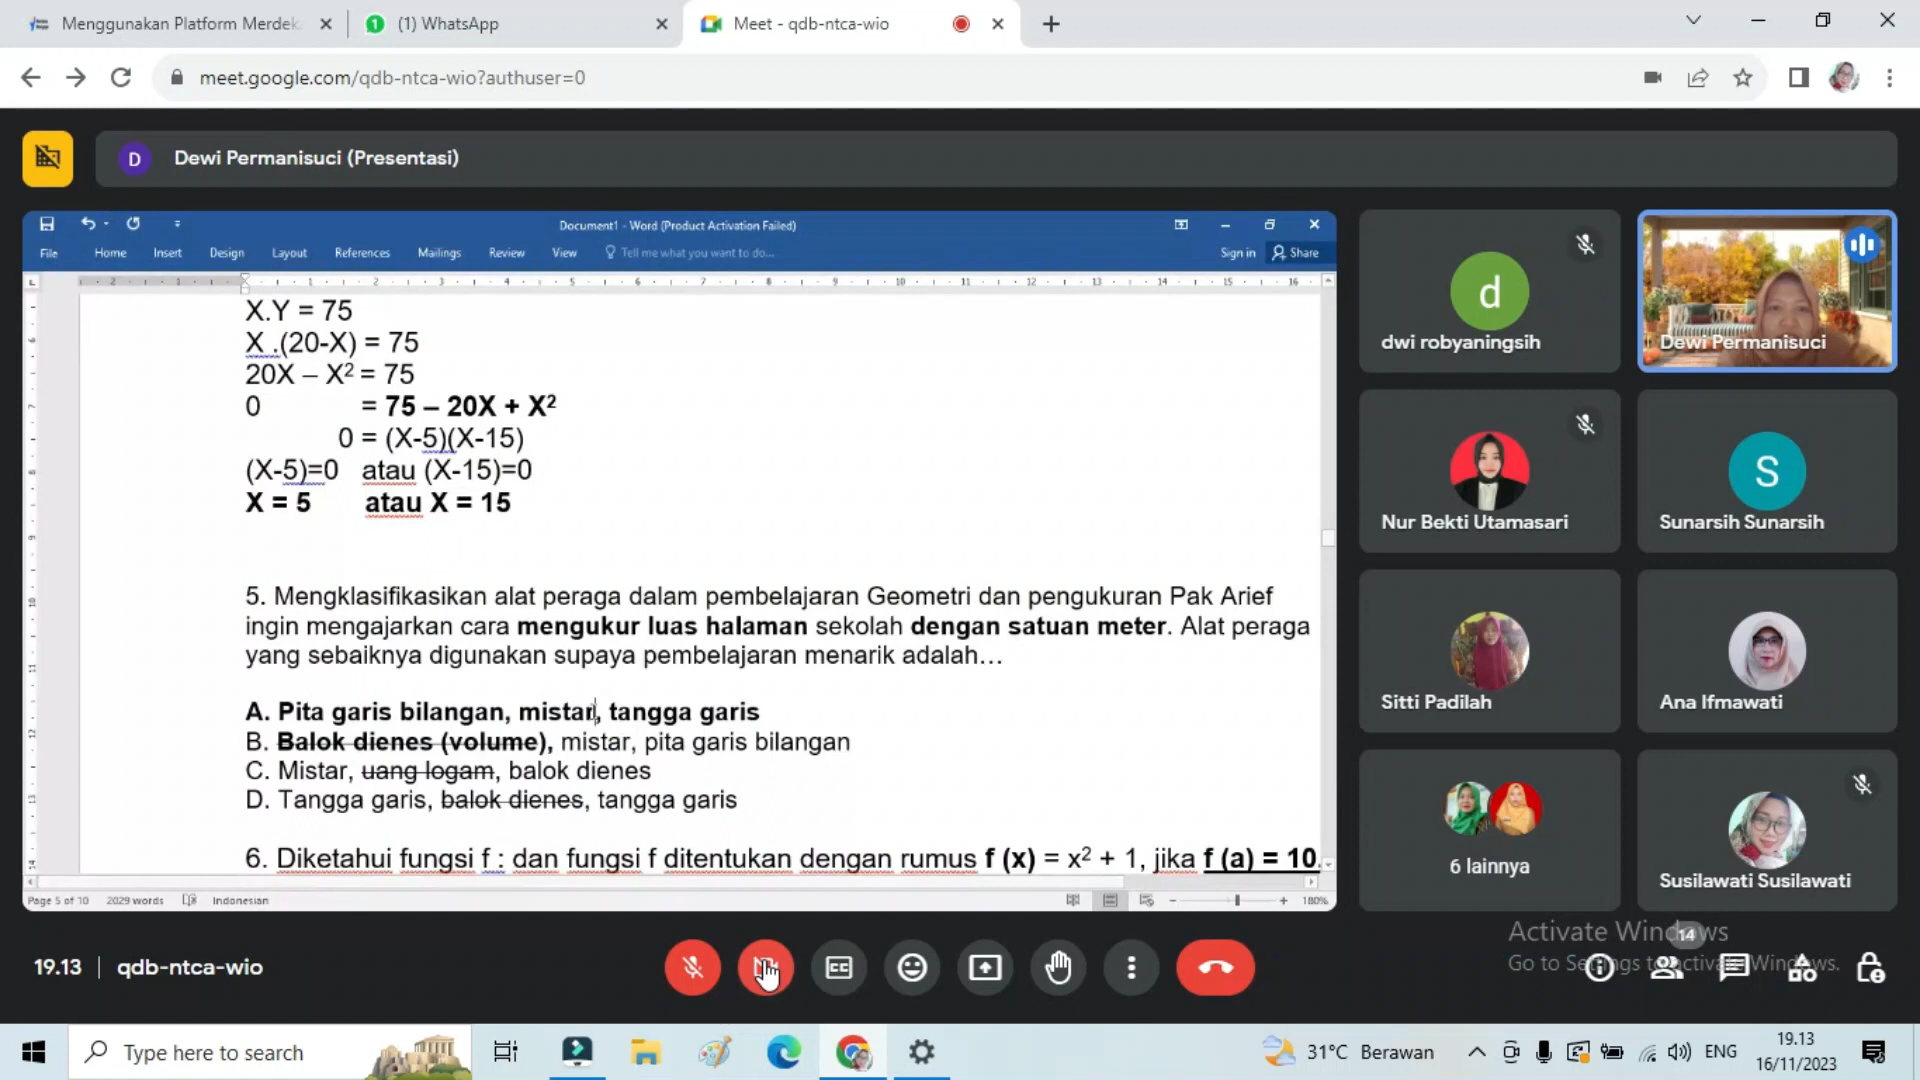 Menggunakan Platform Merdek
(1) WhatsApp
Meet - qdb-ntca-wio
meet.google.com/qdb-ntca-wio?authuser=0
D
Dewi Permanisuci (Presentasi)
Document1 - Word (Product Activation Failed)
File Home Insert Design Layout References Mailings Review View Tell me what you want to do... Sign in Share
X.Y = 75
X .(20-X) = 75
20X – X² = 75
0 = 75 – 20X + X²
0 = (X-5)(X-15)
(X-5)=0 atau (X-15)=0
X = 5 atau X = 15
5. Mengklasifikasikan alat peraga dalam pembelajaran Geometri dan pengukuran Pak Arief
ingin mengajarkan cara mengukur luas halaman sekolah dengan satuan meter. Alat peraga
yang sebaiknya digunakan supaya pembelajaran menarik adalah…
A. Pita garis bilangan, mistar, tangga garis
B. Balok dienes (volume), mistar, pita garis bilangan
C. Mistar, uang logam, balok dienes
D. Tangga garis, balok dienes, tangga garis
6. Diketahui fungsi f : dan fungsi f ditentukan dengan rumus f (x) = x² + 1, jika f (a) = 10.
Page 5 of 10 2029 words Indonesian 180%
d
dwi robyaningsih
Dewi Permanisuci
Nur Bekti Utamasari
S
Sunarsih Sunarsih
Sitti Padilah
Ana Ifmawati
6 lainnya
Susilawati Susilawati
19.13 | qdb-ntca-wio
Activate Windows
Go to Settings to activate Windows.
14
Type here to search
31°C Berawan
ENG
19.13
16/11/2023